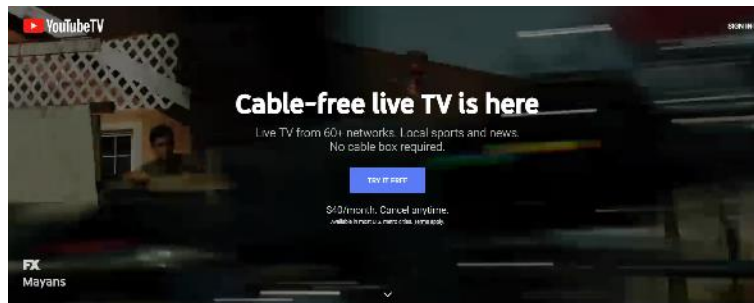 YouTubeTV
SIGN IN
Cable-free live TV is here
Live TV from 60+ networks. Local sports and news.
No cable box required.
TRY IT FREE
$40/month. Cancel anytime.
FX
Mayans